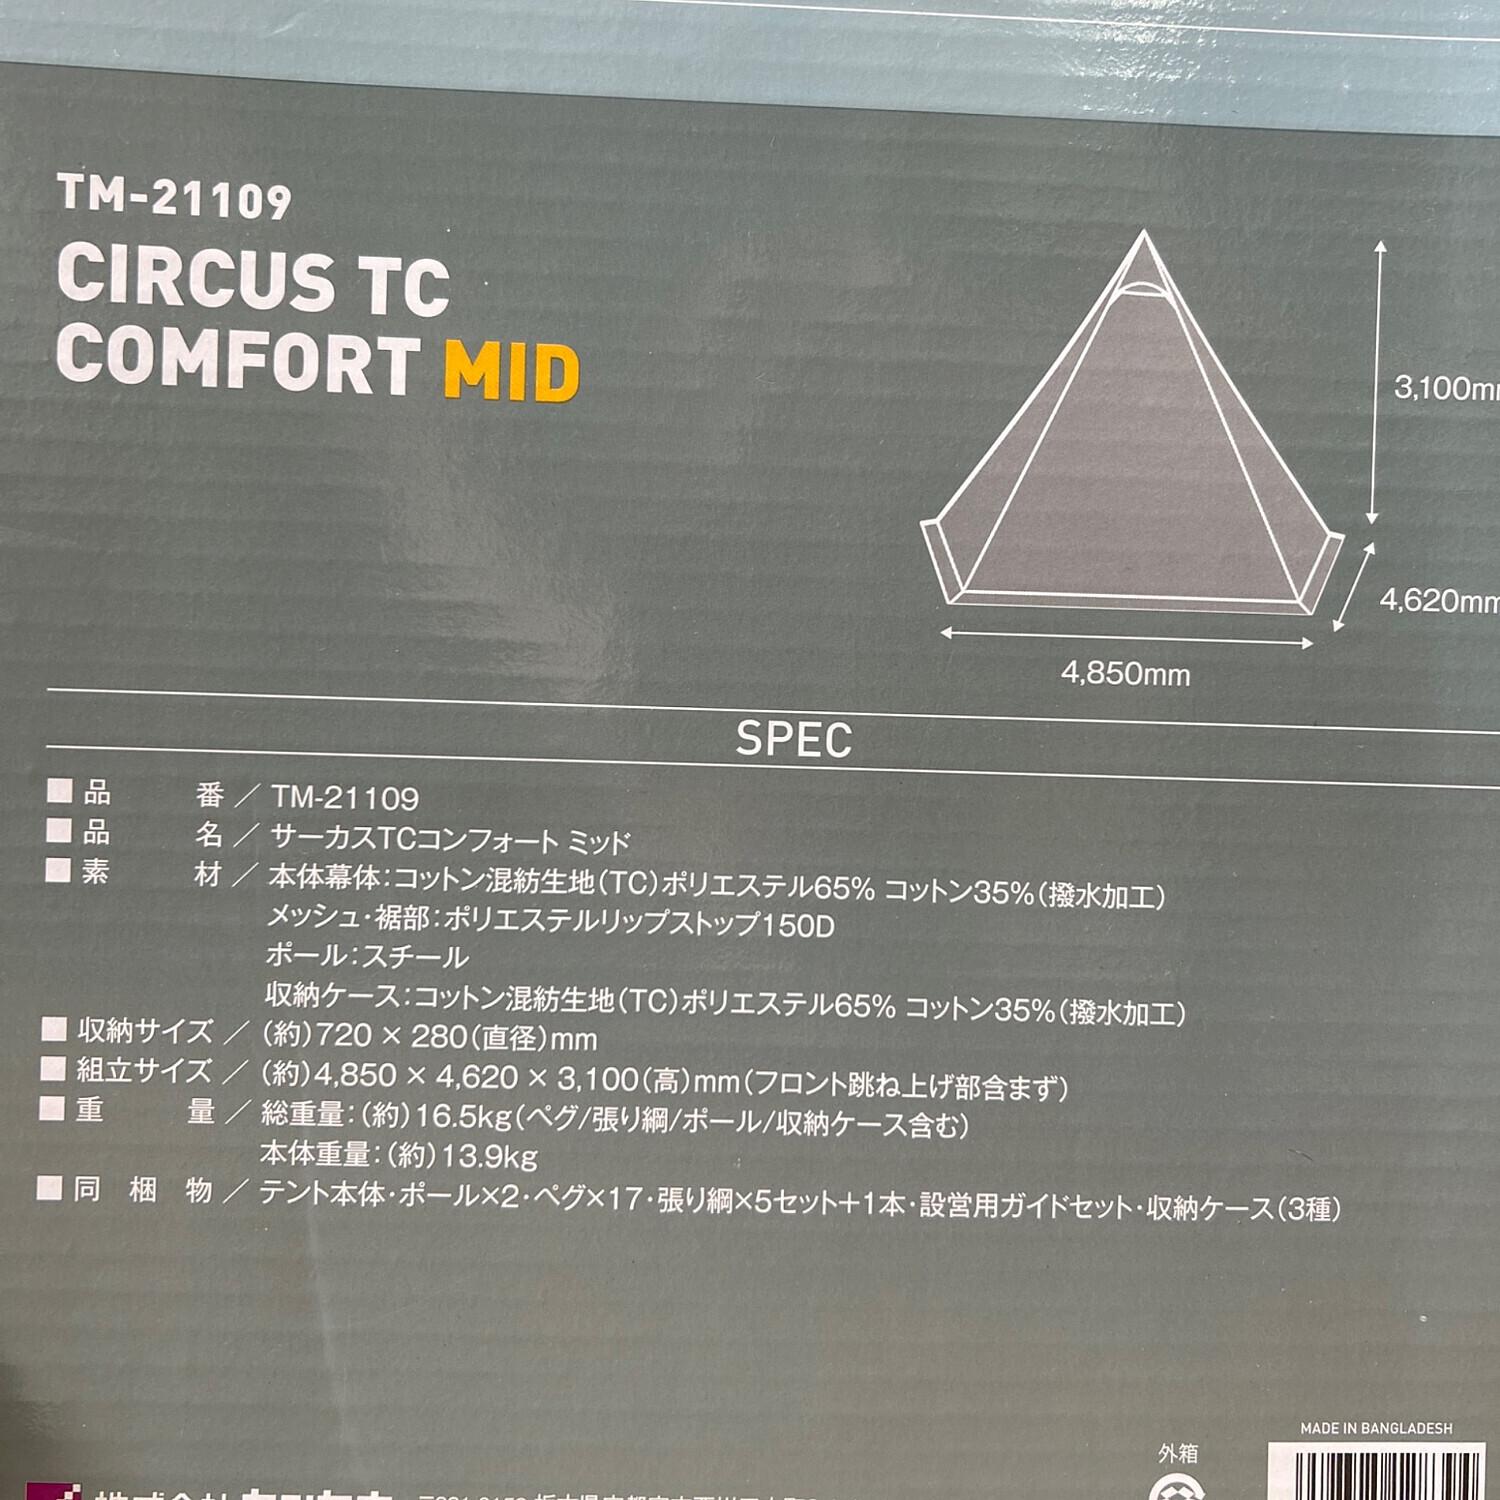 TM-21109
CIRCUS TC
COMFORT MID
3,100m
4,620mm
4,850mm
SPEC
■ 品 番 ／ TM-21109
■ 品 名 ／ サーカスTCコンフォート ミッド
■ 素 材 ／ 本体幕体：コットン混紡生地（TC）ポリエステル65% コットン35%（撥水加工）
メッシュ・裾部：ポリエステルリップストップ150D
ポール：スチール
収納ケース：コットン混紡生地（TC）ポリエステル65% コットン35%（撥水加工）
■ 収納サイズ ／ （約）720 × 280（直径）mm
■ 組立サイズ ／ （約）4,850 × 4,620 × 3,100（高）mm（フロント跳ね上げ部含まず）
■ 重 量 ／ 総重量：（約）16.5kg（ペグ/張り綱/ポール/収納ケース含む）
本体重量：（約）13.9kg
■ 同 梱 物 ／ テント本体・ポール×2・ペグ×17・張り綱×5セット＋1本・設営用ガイドセット・収納ケース（3種）
MADE IN BANGLADESH
外箱
株式会社